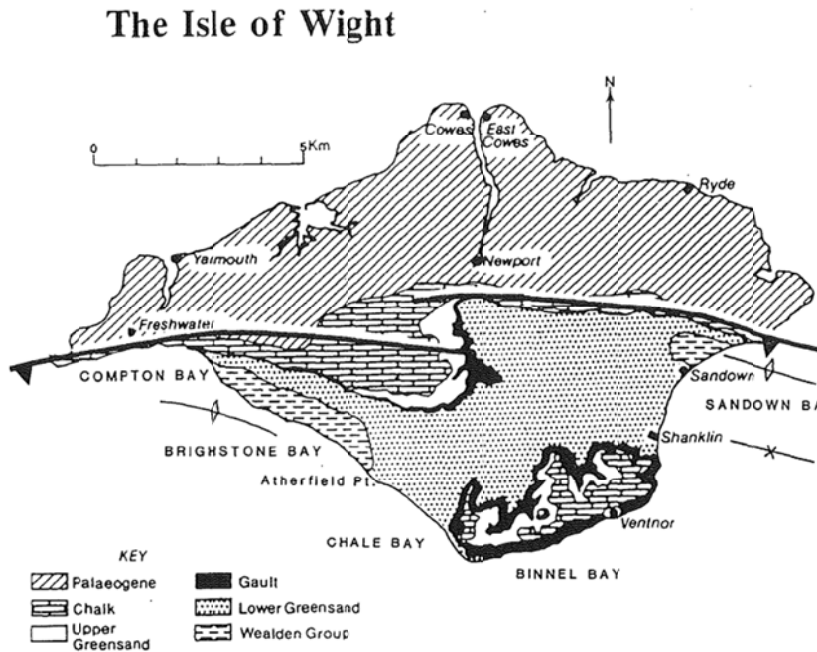 The Isle of Wight
N
0 5Km
Cowes
East
Cowes
Ryde
Yarmouth
Newport
Freshwater
COMPTON BAY
Sandown
SANDOWN BA
BRIGHSTONE BAY
Shanklin
Atherfield Pt.
Ventnor
CHALE BAY
BINNEL BAY
KEY
Palaeogene
Chalk
Upper
Greensand
Gault
Lower Greensand
Wealden Group